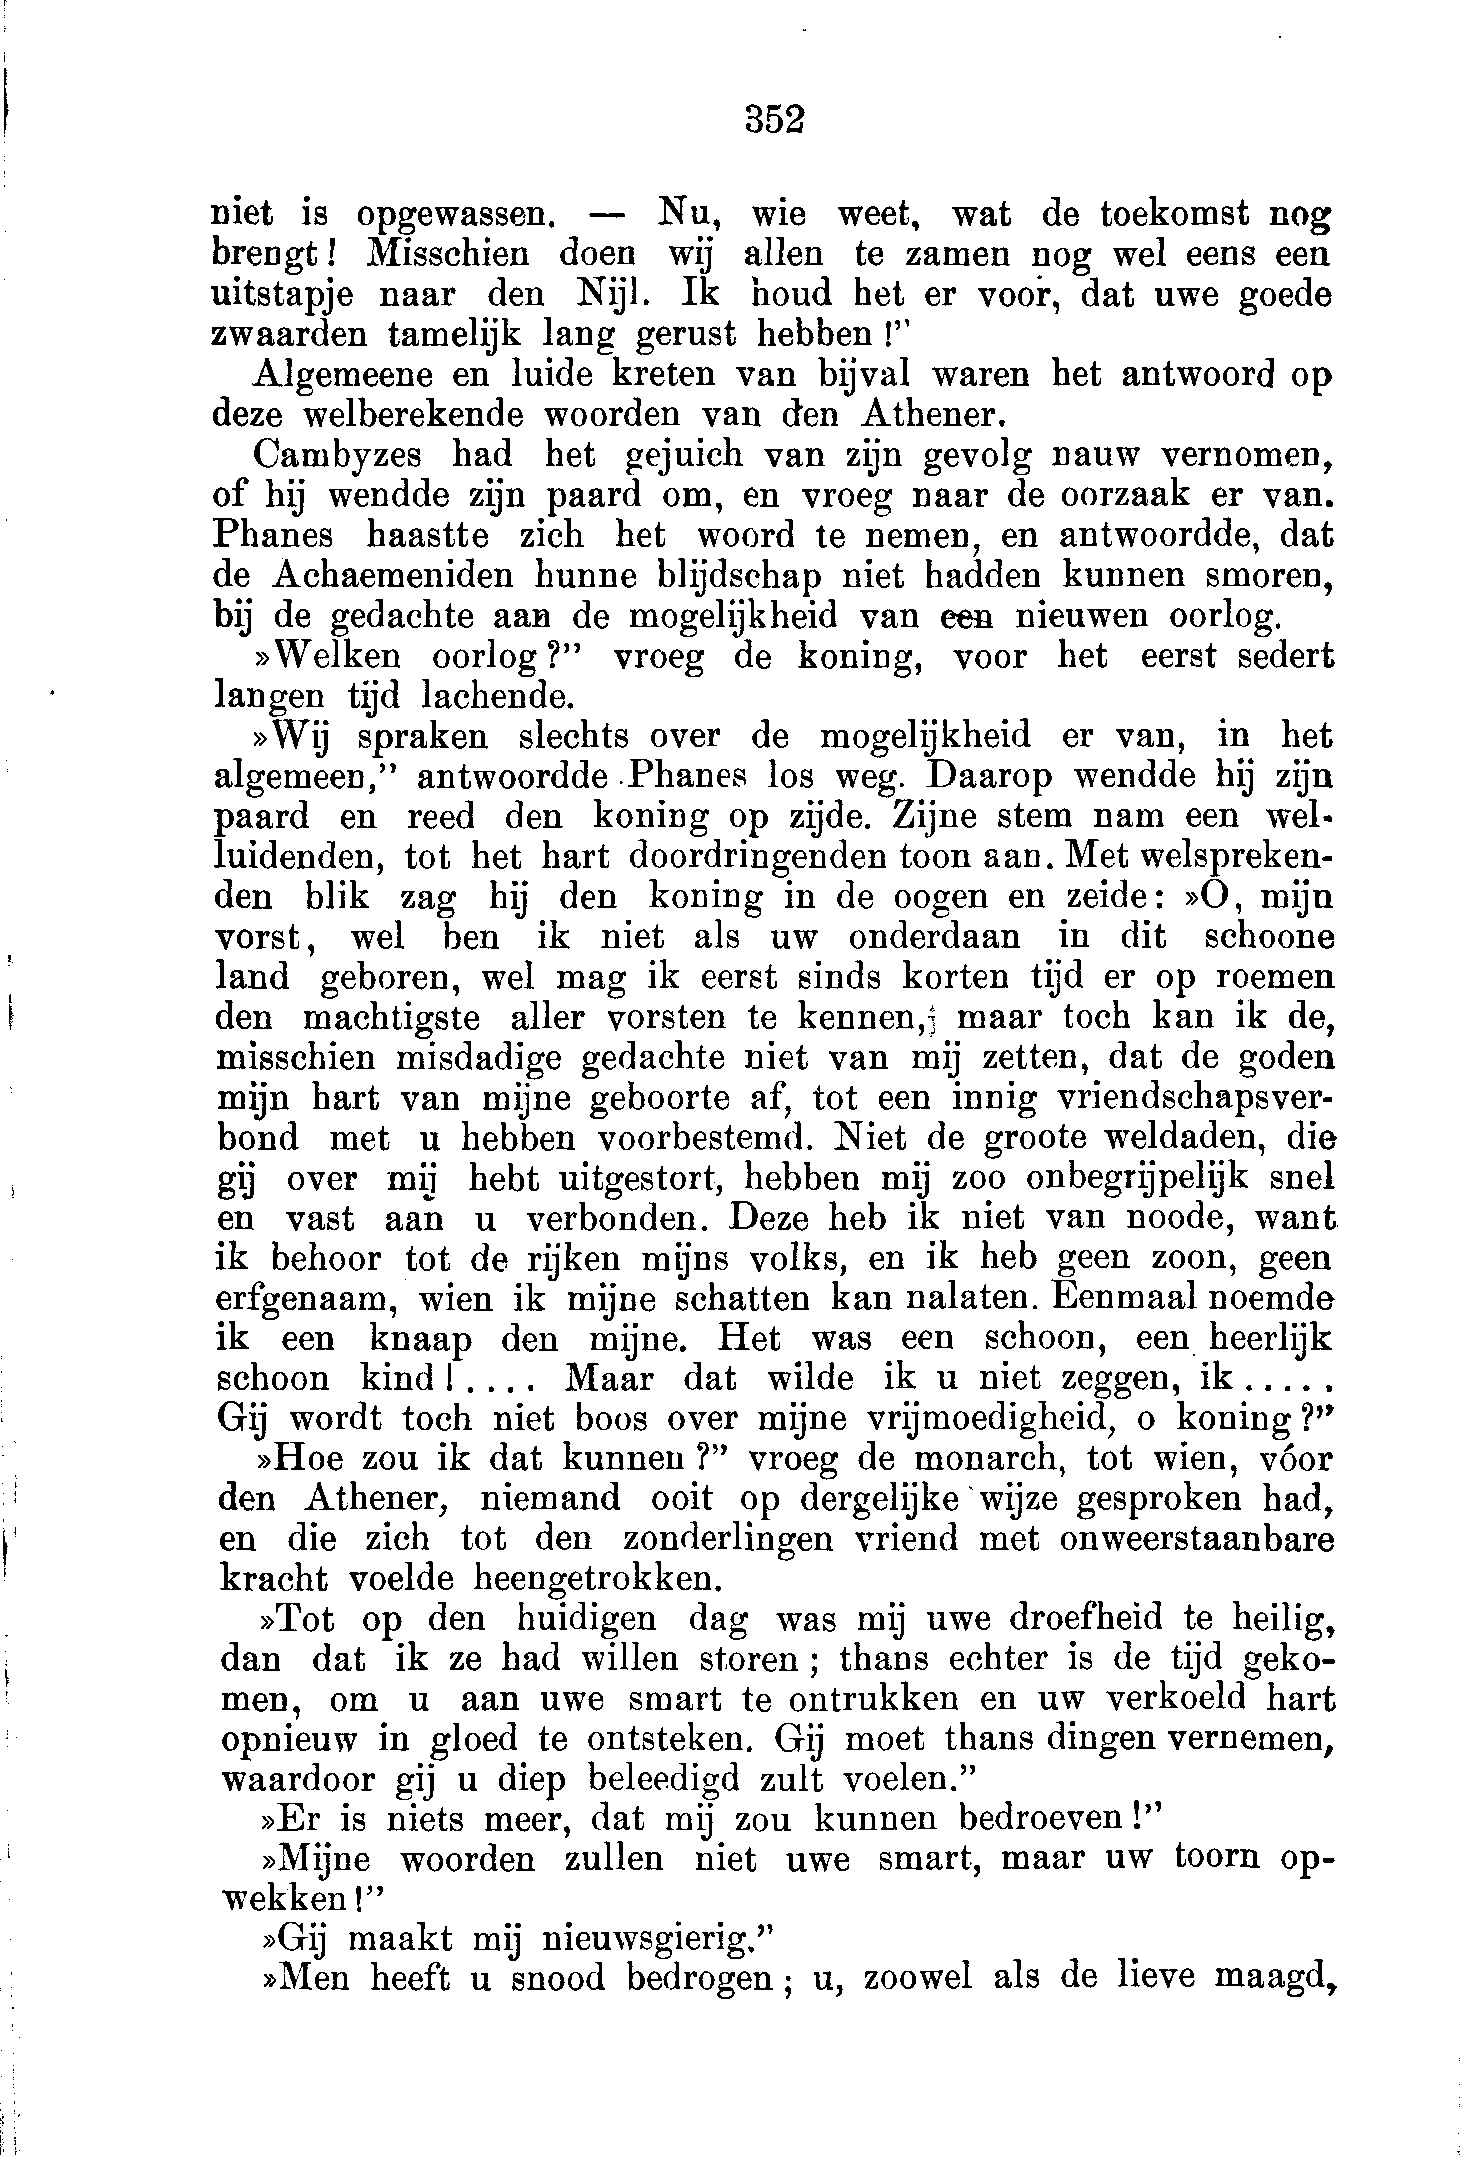 352
niet is opgewassen. — Nu, wie weet, wat de toekomst nog
brengt! Misschien doen wij allen te zamen nog wel eens een
uitstapje naar den Nijl. Ik houd het er voor, dat uwe goede
zwaarden tamelijk lang gerust hebben!”
Algemeene en luide kreten van bijval waren het antwoord op
deze welberekende woorden van den Athener.
Cambyzes had het gejuich van zijn gevolg nauw vernomen,
of hij wendde zijn paard om, en vroeg naar de oorzaak er van.
Phanes haastte zich het woord te nemen, en antwoordde, dat
de Achaemeniden hunne blijdschap niet hadden kunnen smoren,
bij de gedachte aan de mogelijkheid van een nieuwen oorlog.
»Welken oorlog?” vroeg de koning, voor het eerst sedert
langen tijd lachende.
»Wij spraken slechts over de mogelijkheid er van, in het
algemeen,” antwoordde Phanes los weg. Daarop wendde hij zijn
paard en reed den koning op zijde. Zijne stem nam een wel-
luidenden, tot het hart doordringenden toon aan. Met welspreken-
den blik zag hij den koning in de oogen en zeide: »O, mijn
vorst, wel ben ik niet als uw onderdaan in dit schoone
land geboren, wel mag ik eerst sinds korten tijd er op roemen
den machtigste aller vorsten te kennen, maar toch kan ik de,
misschien misdadige gedachte niet van mij zetten, dat de goden
mijn hart van mijne geboorte af, tot een innig vriendschapsver-
bond met u hebben voorbestemd. Niet de groote weldaden, die
gij over mij hebt uitgestort, hebben mij zoo onbegrijpelijk snel
en vast aan u verbonden. Deze heb ik niet van noode, want
ik behoor tot de rijken mijns volks, en ik heb geen zoon, geen
erfgenaam, wien ik mijne schatten kan nalaten. Eenmaal noemde
ik een knaap den mijne. Het was een schoon, een heerlijk
schoon kind!.... Maar dat wilde ik u niet zeggen, ik.....
Gij wordt toch niet boos over mijne vrijmoedigheid, o koning?”
»Hoe zou ik dat kunnen?” vroeg de monarch, tot wien, vóor
den Athener, niemand ooit op dergelijke wijze gesproken had,
en die zich tot den zonderlingen vriend met onweerstaanbare
kracht voelde heengetrokken.
»Tot op den huidigen dag was mij uwe droefheid te heilig,
dan dat ik ze had willen storen; thans echter is de tijd geko-
men, om u aan uwe smart te ontrukken en uw verkoeld hart
opnieuw in gloed te ontsteken. Gij moet thans dingen vernemen,
waardoor gij u diep beleedigd zult voelen.”
»Er is niets meer, dat mij zou kunnen bedroeven!”
»Mijne woorden zullen niet uwe smart, maar uw toorn op-
wekken!”
»Gij maakt mij nieuwsgierig.”
»Men heeft u snood bedrogen; u, zoowel als de lieve maagd,